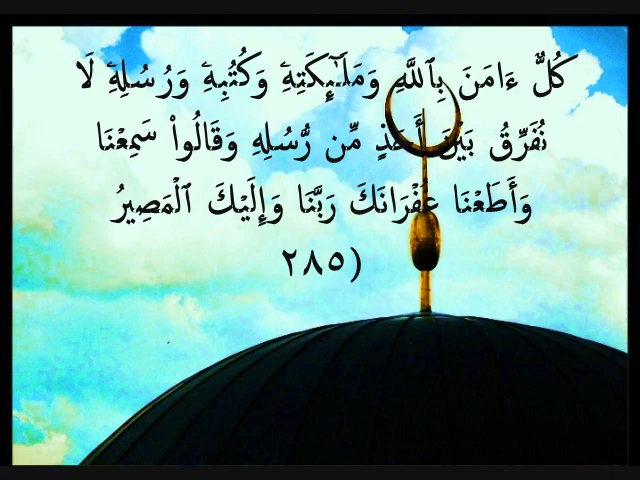 كُلٌّ ءَامَنَ بِٱللَّهِ وَمَلَـٰٓئِكَتِهِۦ وَكُتُبِهِۦ وَرُسُلِهِۦ لَا
نُفَرِّقُ بَيْنَ أَحَدٍ مِّن رُّسُلِهِ وَقَالُوا۟ سَمِعْنَا
وَأَطَعْنَا غُفْرَانَكَ رَبَّنَا وَإِلَيْكَ ٱلْمَصِيرُ
(٢٨٥